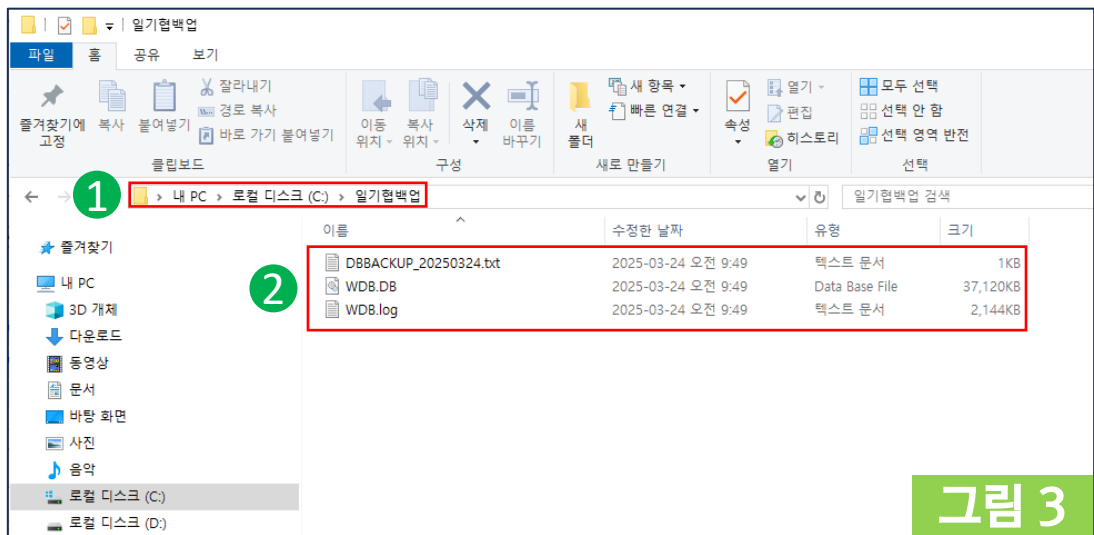 일기협백업
파일 홈 공유 보기
즐겨찾기에 고정
복사
붙여넣기
잘라내기
경로 복사
바로 가기 붙여넣기
클립보드
이동 위치
복사 위치
삭제
이름 바꾸기
구성
새 폴더
새 항목
빠른 연결
새로 만들기
속성
열기
편집
히스토리
열기
모두 선택
선택 안 함
선택 영역 반전
선택
1
내 PC > 로컬 디스크 (C:) > 일기협백업
일기협백업 검색
이름 수정한 날짜 유형 크기
2
DBBACKUP_20250324.txt 2025-03-24 오전 9:49 텍스트 문서 1KB
WDB.DB 2025-03-24 오전 9:49 Data Base File 37,120KB
WDB.log 2025-03-24 오전 9:49 텍스트 문서 2,144KB
즐겨찾기
내 PC
3D 개체
다운로드
동영상
문서
바탕 화면
사진
음악
로컬 디스크 (C:)
로컬 디스크 (D:)
그림 3